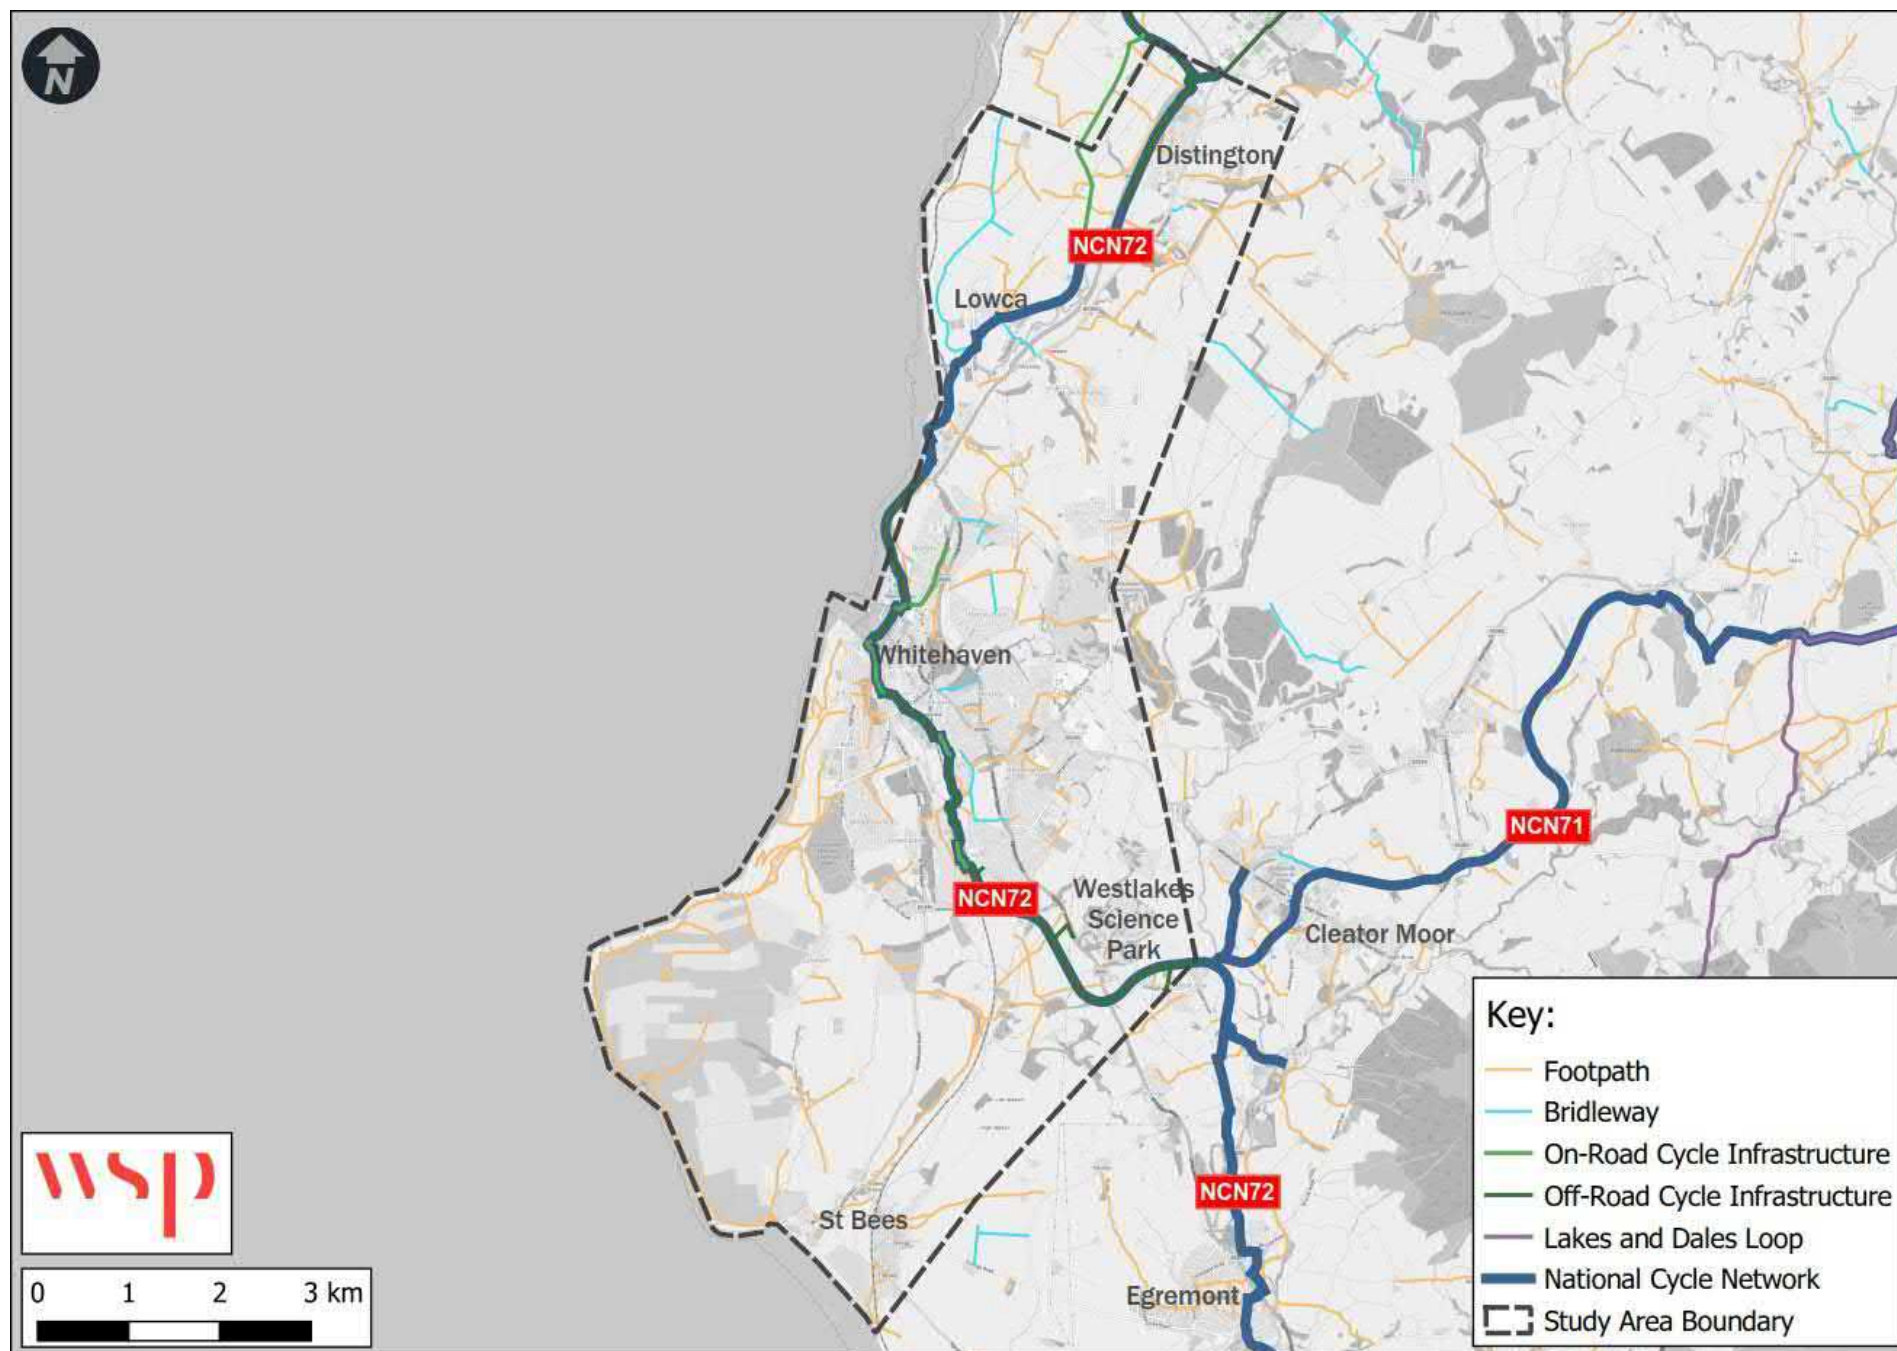 N
Distington
NCN72
Lowca
Whitehaven
NCN71
NCN72
Westlakes
Science
Park
Cleator Moor
NCN72
St Bees
Egremont
wsp
0 1 2 3 km
Key:
Footpath
Bridleway
On-Road Cycle Infrastructure
Off-Road Cycle Infrastructure
Lakes and Dales Loop
National Cycle Network
Study Area Boundary